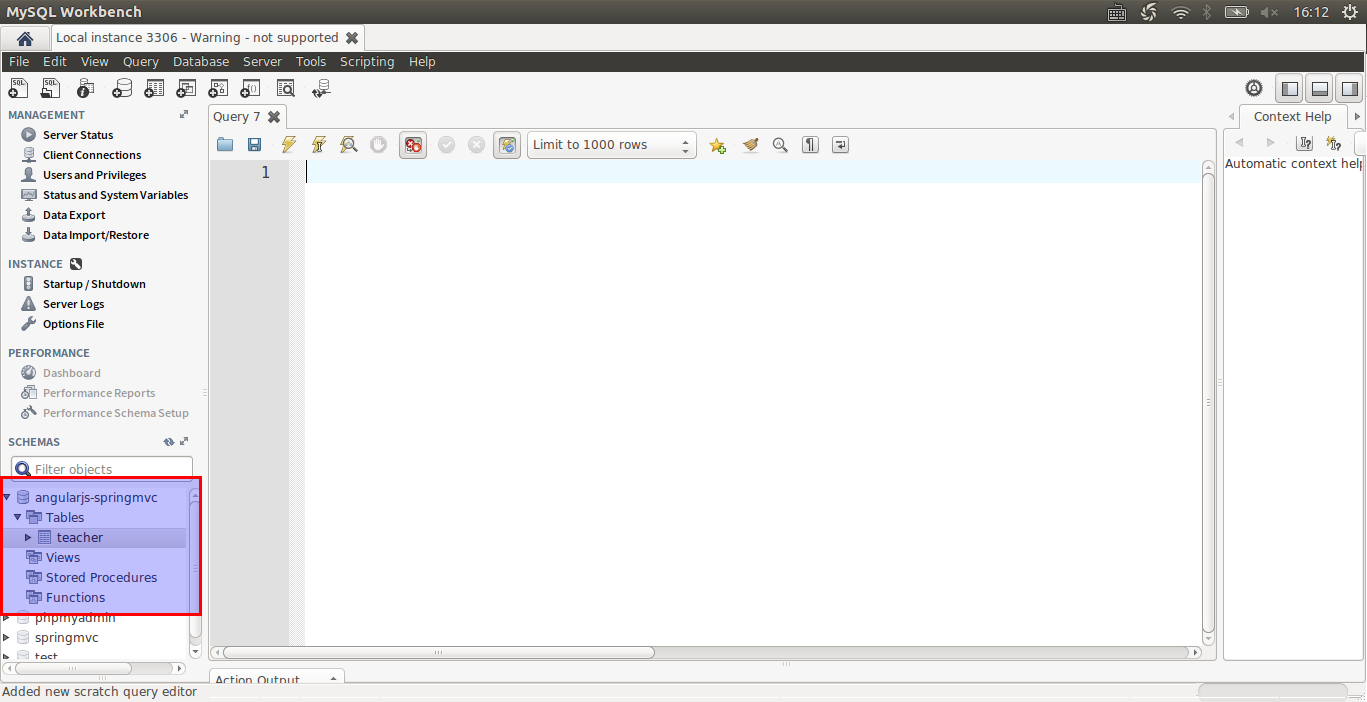 MySQL Workbench
16:12
Local instance 3306 - Warning - not supported
File Edit View Query Database Server Tools Scripting Help
MANAGEMENT
Server Status
Client Connections
Users and Privileges
Status and System Variables
Data Export
Data Import/Restore
INSTANCE
Startup / Shutdown
Server Logs
Options File
PERFORMANCE
Dashboard
Performance Reports
Performance Schema Setup
SCHEMAS
Filter objects
angularjs-springmvc
Tables
teacher
Views
Stored Procedures
Functions
phpmyadmin
springmvc
test
Query 7
Limit to 1000 rows
1
Context Help
Automatic context help
Action Output
Added new scratch query editor